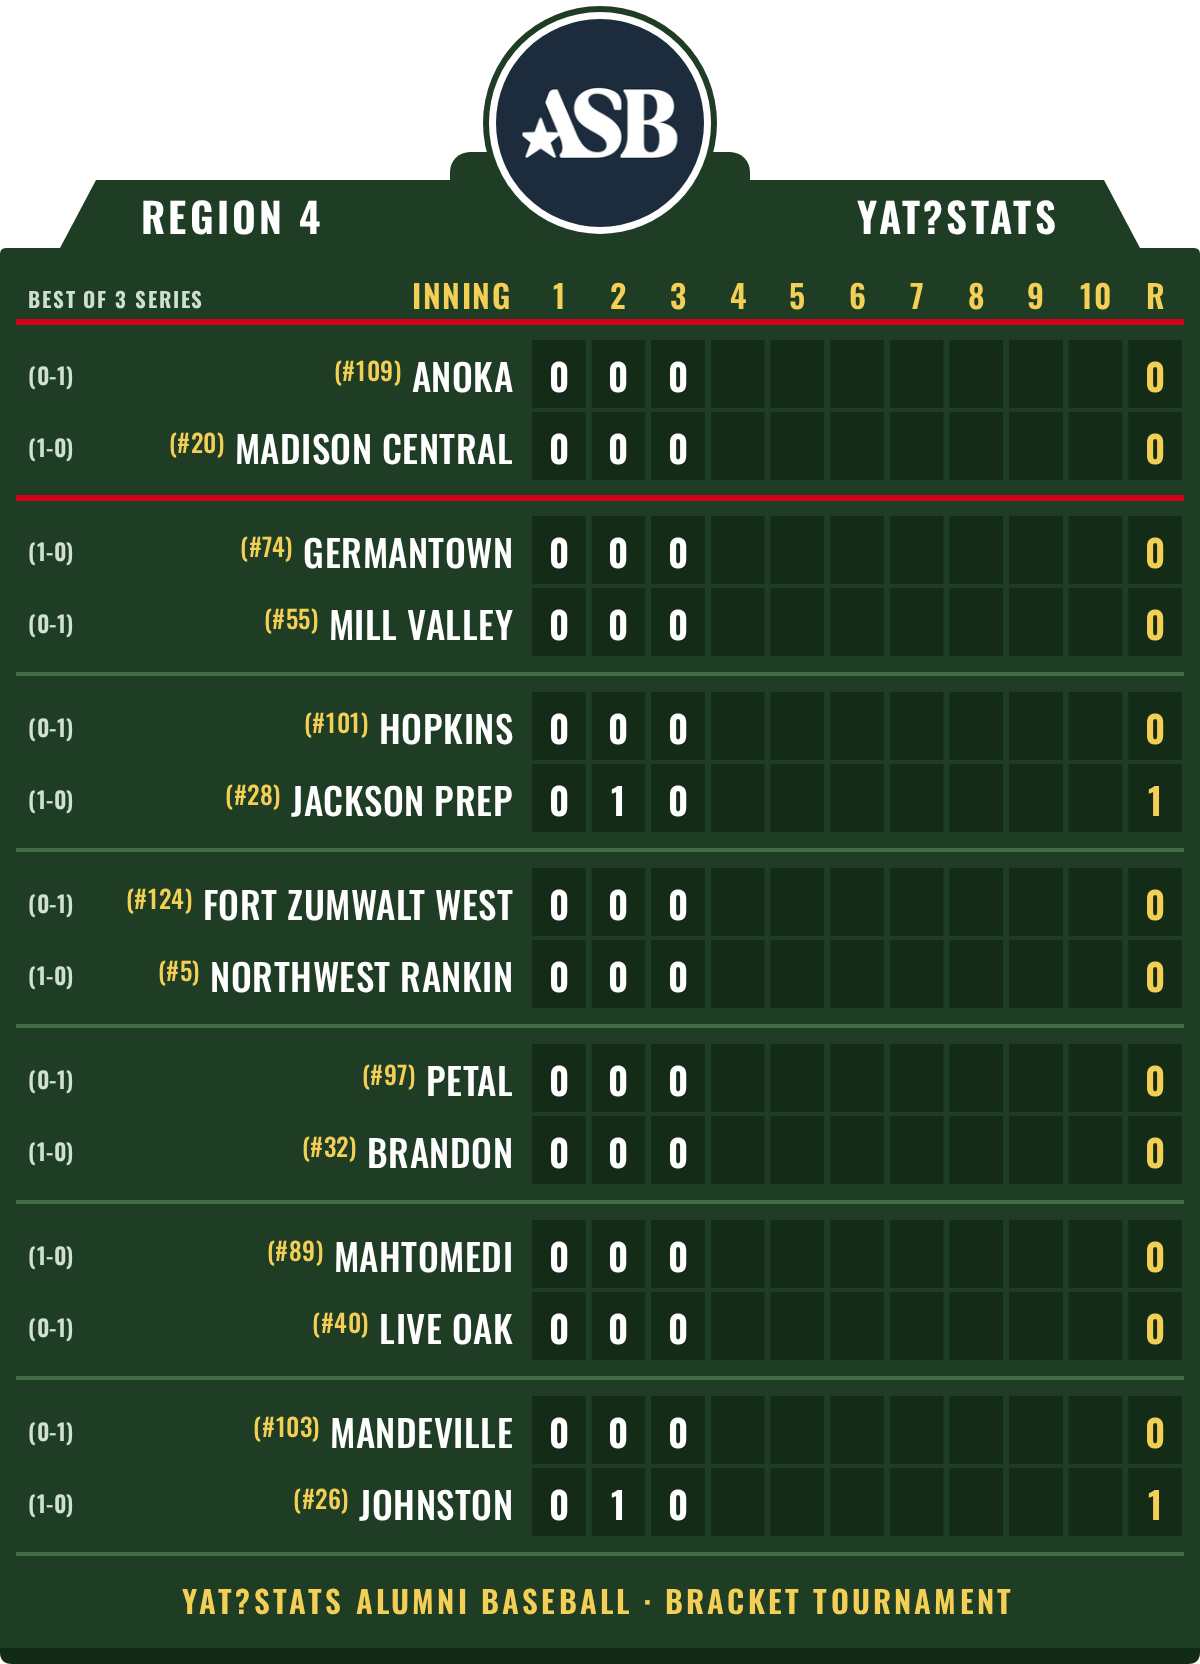 ASB
REGION 4 YAT?STATS
BEST OF 3 SERIES INNING 1 2 3 4 5 6 7 8 9 10 R
(0-1) (#109) ANOKA 0 0 0 0
(1-0) (#20) MADISON CENTRAL 0 0 0 0
(1-0) (#74) GERMANTOWN 0 0 0 0
(0-1) (#55) MILL VALLEY 0 0 0 0
(0-1) (#101) HOPKINS 0 0 0 0
(1-0) (#28) JACKSON PREP 0 1 0 1
(0-1) (#124) FORT ZUMWALT WEST 0 0 0 0
(1-0) (#5) NORTHWEST RANKIN 0 0 0 0
(0-1) (#97) PETAL 0 0 0 0
(1-0) (#32) BRANDON 0 0 0 0
(1-0) (#89) MAHTOMEDI 0 0 0 0
(0-1) (#40) LIVE OAK 0 0 0 0
(0-1) (#103) MANDEVILLE 0 0 0 0
(1-0) (#26) JOHNSTON 0 1 0 1
YAT?STATS ALUMNI BASEBALL · BRACKET TOURNAMENT